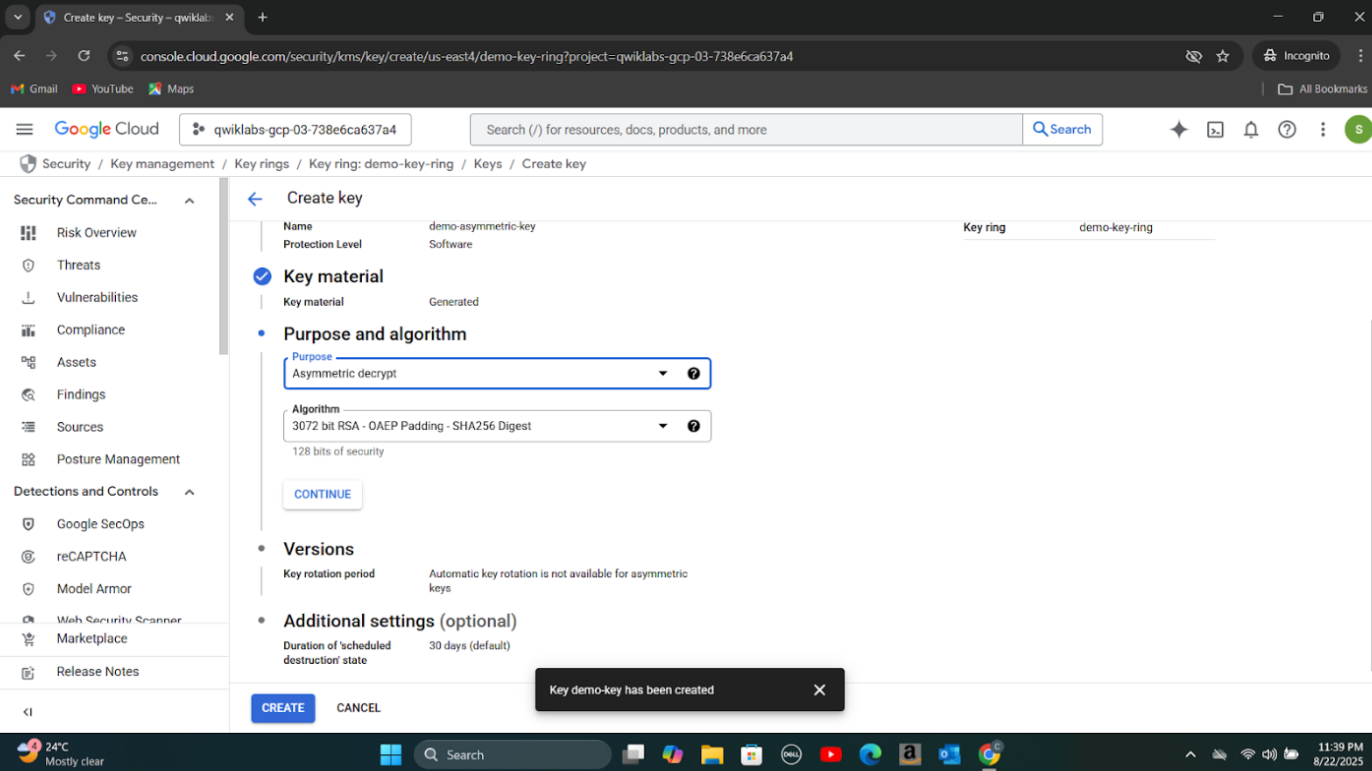 Create key – Security – qwiklabs
console.cloud.google.com/security/kms/key/create/us-east4/demo-key-ring?project=qwiklabs-gcp-03-738e6ca637a4
Incognito
Gmail
YouTube
Maps
All Bookmarks
Google Cloud
qwiklabs-gcp-03-738e6ca637a4
Search (/) for resources, docs, products, and more
Search
S
Security / Key management / Key rings / Key ring: demo-key-ring / Keys / Create key
Security Command Ce...
Risk Overview
Threats
Vulnerabilities
Compliance
Assets
Findings
Sources
Posture Management
Detections and Controls
Google SecOps
reCAPTCHA
Model Armor
Web Security Scanner
Marketplace
Release Notes
Create key
Name demo-asymmetric-key
Protection Level Software
Key ring demo-key-ring
Key material
Key material Generated
Purpose and algorithm
Purpose
Asymmetric decrypt
Algorithm
3072 bit RSA - OAEP Padding - SHA256 Digest
128 bits of security
CONTINUE
Versions
Key rotation period Automatic key rotation is not available for asymmetric
keys
Additional settings (optional)
Duration of 'scheduled 30 days (default)
destruction' state
Key demo-key has been created
CREATE
CANCEL
4
24°C
Mostly clear
Search
DELL
a
C
11:39 PM
8/22/2025